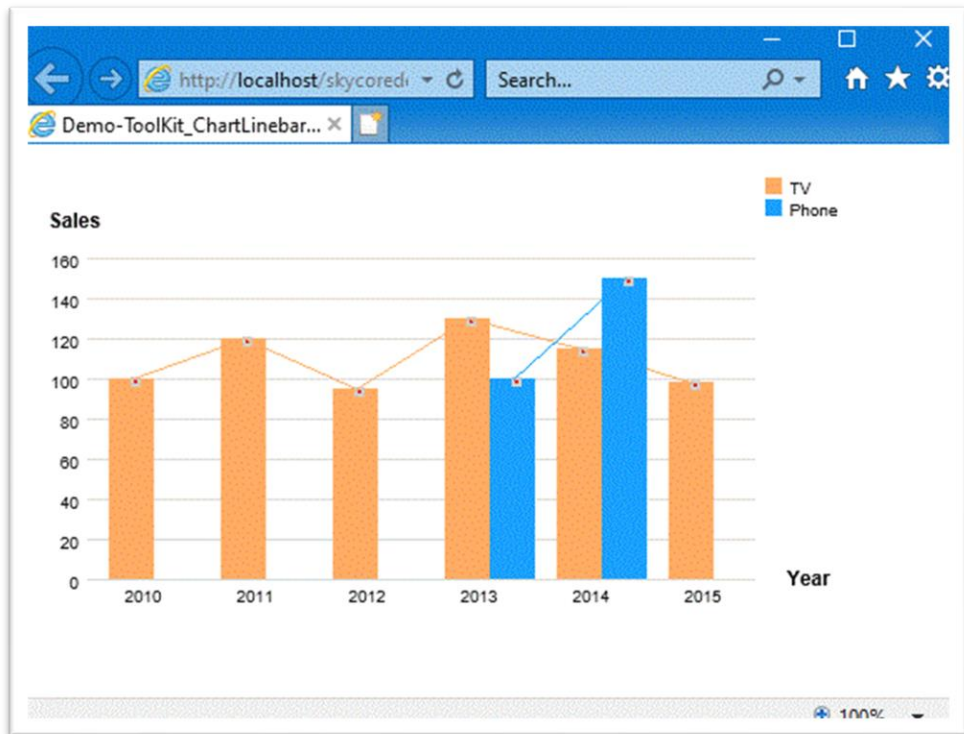 http://localhost/skycored
Search...
Demo-ToolKit_ChartLinebar...
TV
Phone
Sales
160
140
120
100
80
60
40
20
0
2010 2011 2012 2013 2014 2015
Year
100%